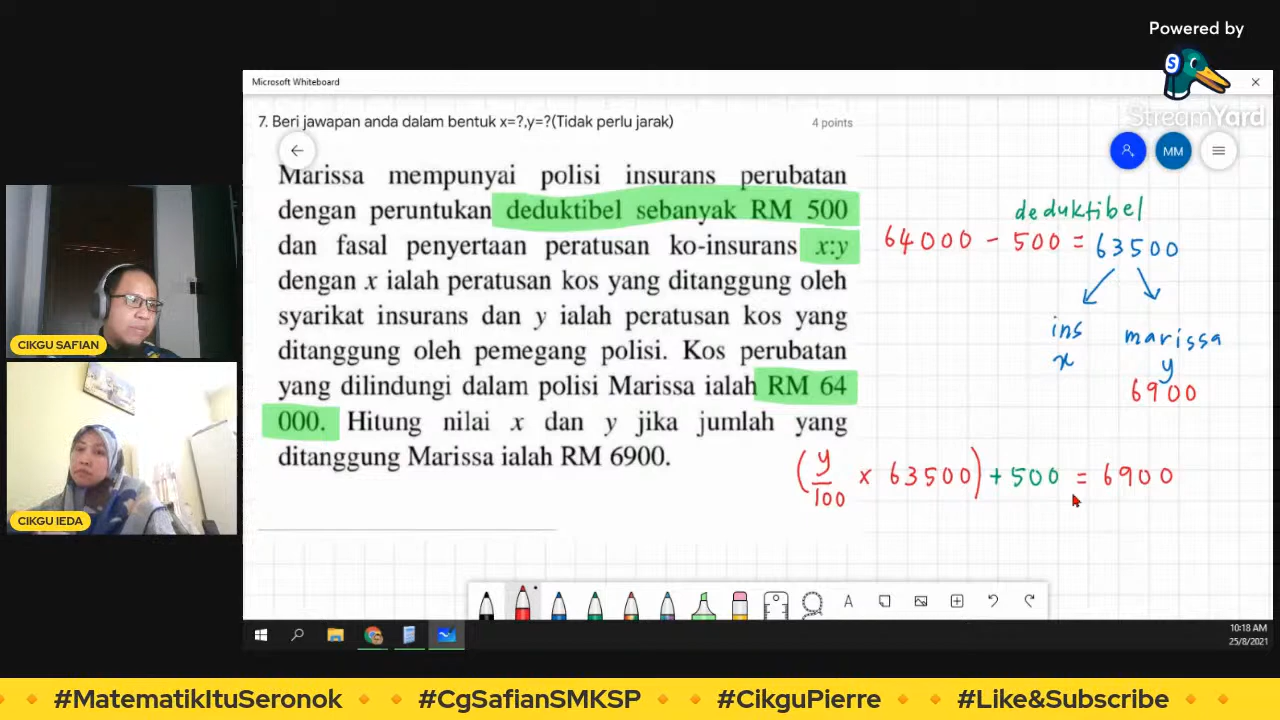 Powered by
StreamYard
Microsoft Whiteboard
7. Beri jawapan anda dalam bentuk x=?,y=?(Tidak perlu jarak)
4 points
MM
Marissa mempunyai polisi insurans perubatan
dengan peruntukan deduktibel sebanyak RM 500
dan fasal penyertaan peratusan ko-insurans x:y
dengan x ialah peratusan kos yang ditanggung oleh
syarikat insurans dan y ialah peratusan kos yang
ditanggung oleh pemegang polisi. Kos perubatan
yang dilindungi dalam polisi Marissa ialah RM 64
000. Hitung nilai x dan y jika jumlah yang
ditanggung Marissa ialah RM 6900.
deduktibel
64000 - 500 = 63500
ins marissa
x y
6900
(y/100 x 63500) + 500 = 6900
CIKGU SAFIAN
CIKGU IEDA
10:18 AM
25/8/2021
#MatematikItuSeronok #CgSafianSMKSP #CikguPierre #Like&Subscribe